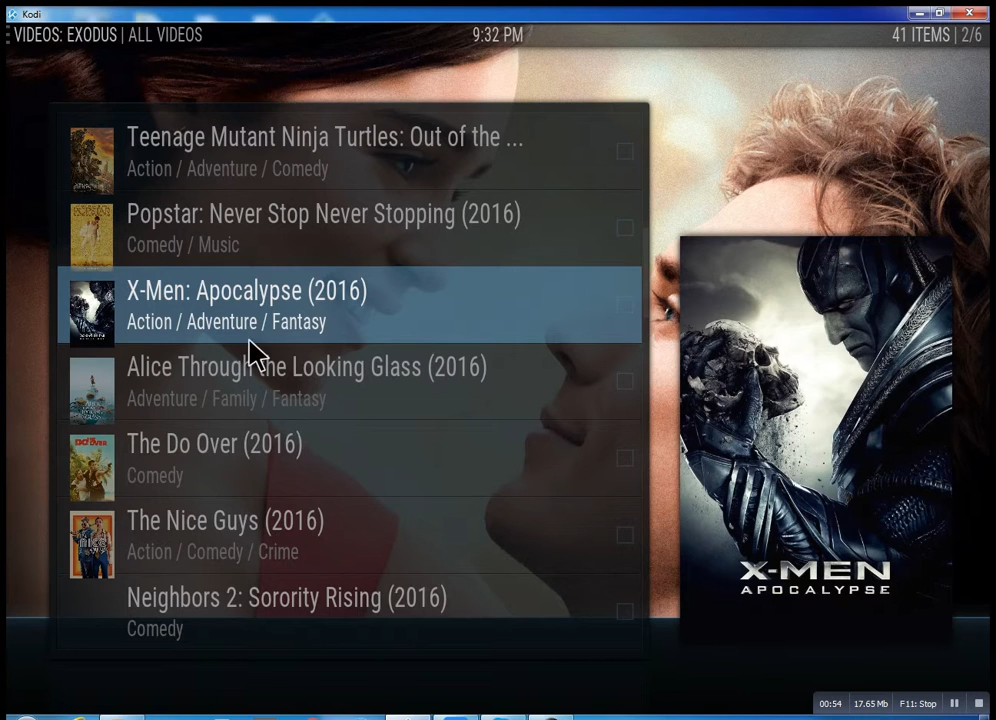 Kodi
VIDEOS: EXODUS | ALL VIDEOS
9:32 PM
41 ITEMS | 2/6
Teenage Mutant Ninja Turtles: Out of the ...
Action / Adventure / Comedy
Popstar: Never Stop Never Stopping (2016)
Comedy / Music
X-Men: Apocalypse (2016)
Action / Adventure / Fantasy
Alice Through the Looking Glass (2016)
Adventure / Family / Fantasy
The Do Over (2016)
Comedy
The Nice Guys (2016)
Action / Comedy / Crime
Neighbors 2: Sorority Rising (2016)
Comedy
X-MEN
APOCALYPSE
00:54
17.65 Mb
F11: Stop